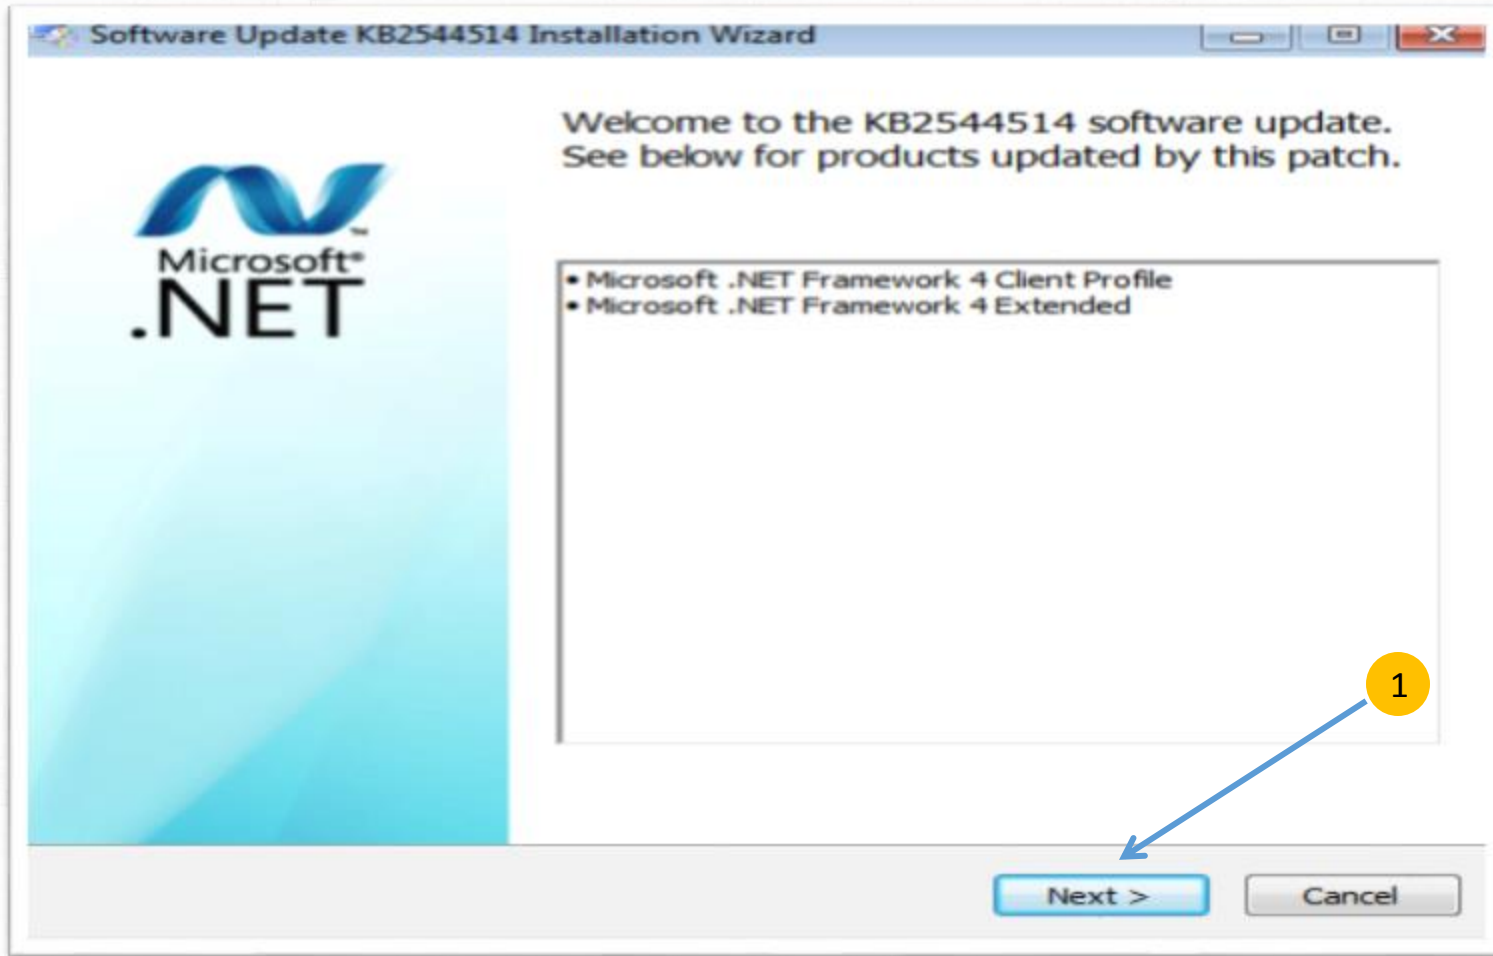 Software Update KB2544514 Installation Wizard
Welcome to the KB2544514 software update.
See below for products updated by this patch.
Microsoft®
.NET™
• Microsoft .NET Framework 4 Client Profile
• Microsoft .NET Framework 4 Extended
1
Next >
Cancel